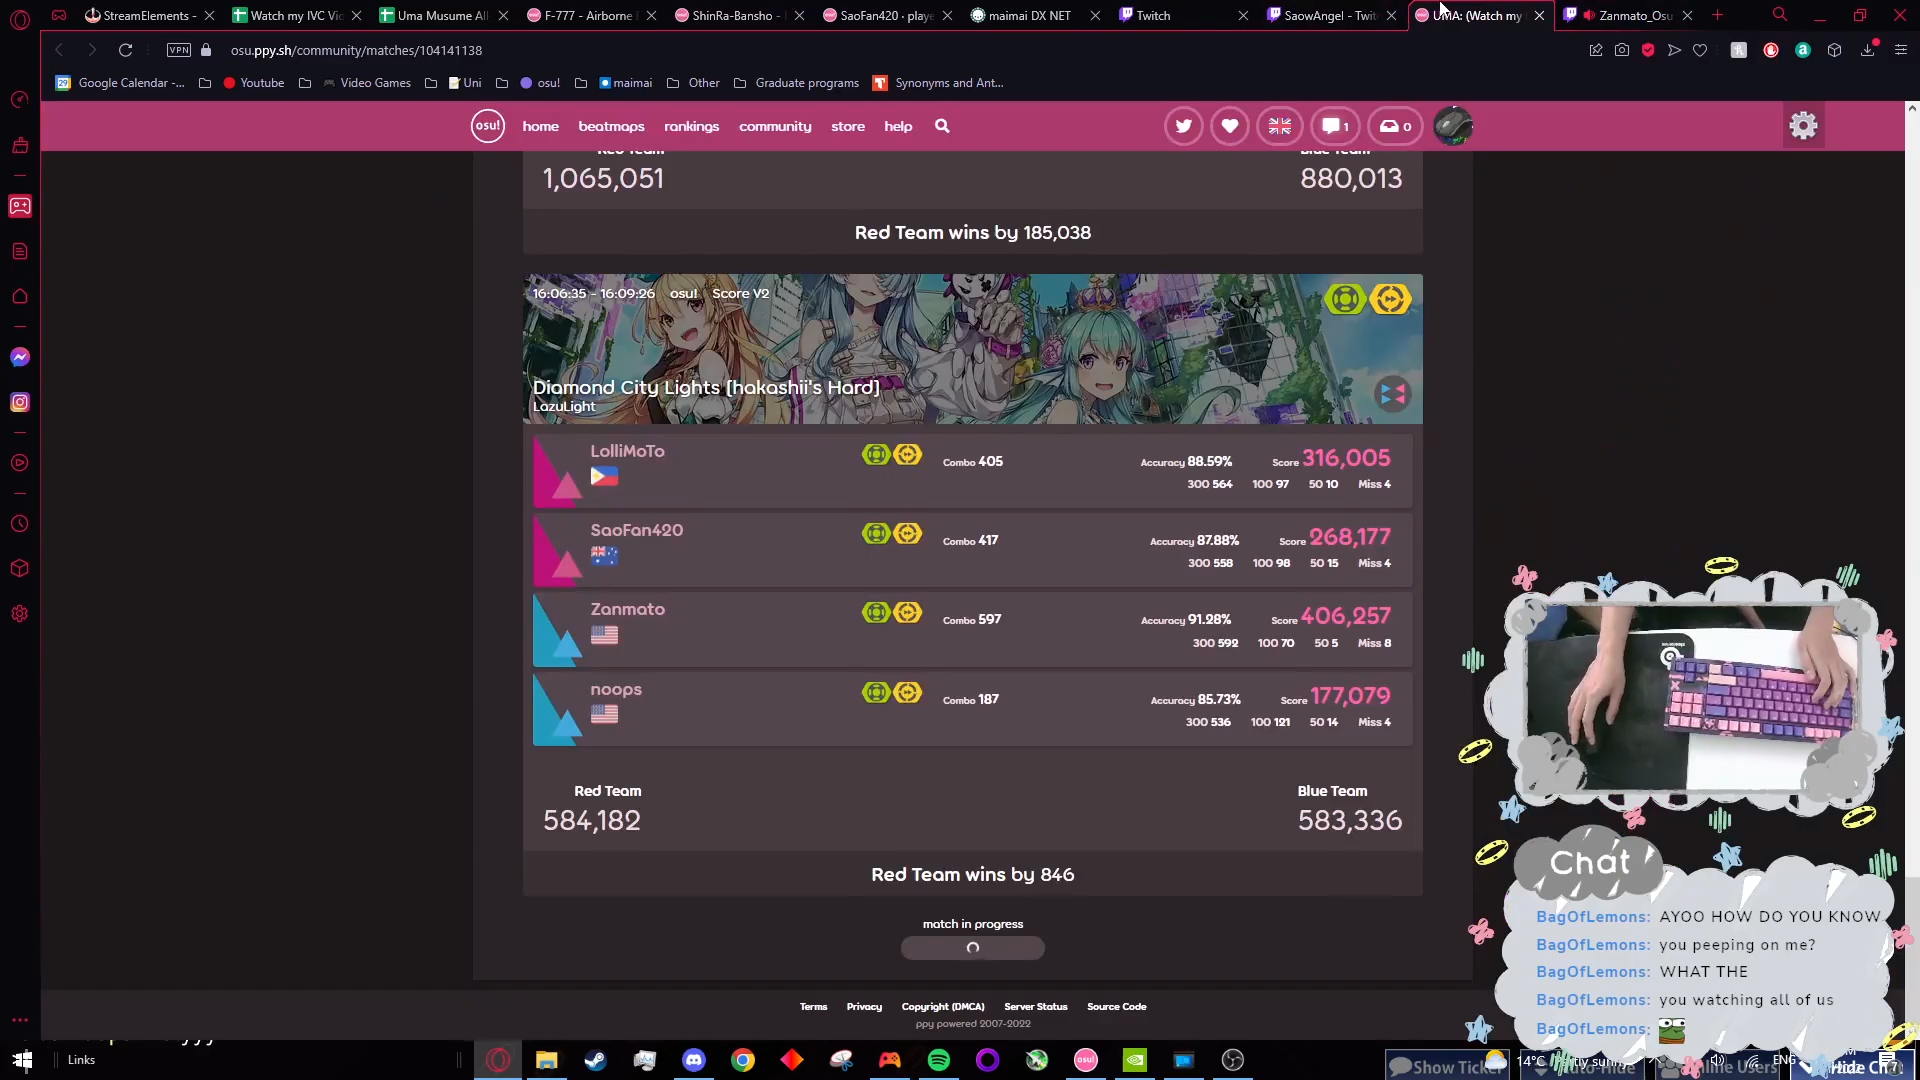 StreamElements -
Watch my IVC Vic
Uma Musume All
F-777 - Airborne
ShinRa-Bansho -
SaoFan420 · playe
maimai DX NET
Twitch
SaowAngel - Twit
UMA: (Watch my
Zanmato_Osu
VPN
osu.ppy.sh/community/matches/104141138
Google Calendar -...
Youtube
Video Games
Uni
osu!
maimai
Other
Graduate programs
Synonyms and Ant...
osu!
home
beatmaps
rankings
community
store
help
1
0
Red Team
Blue Team
1,065,051
880,013
Red Team wins by 185,038
16:06:35 - 16:09:26 osu! Score V2
Diamond City Lights [hakashii's Hard]
LazuLight
LolliMoTo
Combo 405
Accuracy 88.59%
Score 316,005
300 564 100 97 50 10 Miss 4
SaoFan420
Combo 417
Accuracy 87.88%
Score 268,177
300 558 100 98 50 15 Miss 4
Zanmato
Combo 597
Accuracy 91.28%
Score 406,257
300 592 100 70 50 5 Miss 8
noops
Combo 187
Accuracy 85.73%
Score 177,079
300 536 100 121 50 14 Miss 4
Red Team
Blue Team
584,182
583,336
Red Team wins by 846
match in progress
Terms Privacy Copyright (DMCA) Server Status Source Code
ppy powered 2007-2022
Chat
BagOfLemons: AYOO HOW DO YOU KNOW
BagOfLemons: you peeping on me?
BagOfLemons: WHAT THE
BagOfLemons: you watching all of us
BagOfLemons:
Links
osu!
Show Ticker
14°C
ENG